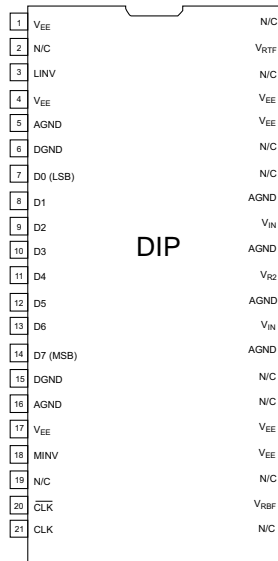 1 VEE N/C
2 N/C VRTF
3 LINV N/C
4 VEE VEE
5 AGND VEE
6 DGND N/C
7 D0 (LSB) N/C
8 D1 AGND
9 D2 VIN
10 D3 AGND
DIP
11 D4 VR2
12 D5 AGND
13 D6 VIN
14 D7 (MSB) AGND
15 DGND N/C
16 AGND N/C
17 VEE VEE
18 MINV VEE
19 N/C N/C
20 C̅L̅K̅ VRBF
21 CLK N/C